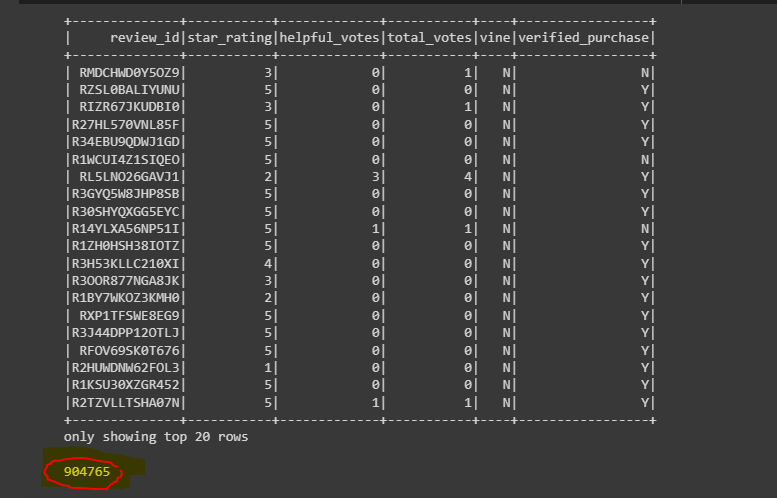 +--------------+-----------+-------------+-----------+----+-----------------+
|     review_id|star_rating|helpful_votes|total_votes|vine|verified_purchase|
+--------------+-----------+-------------+-----------+----+-----------------+
| RMDCHWD0Y5OZ9|          3|            0|          1|   N|                N|
| RZSL0BALIYUNU|          5|            0|          0|   N|                Y|
| RIZR67JKUDBI0|          3|            0|          1|   N|                Y|
|R27HL570VNL85F|          5|            0|          0|   N|                Y|
|R34EBU9QDWJ1GD|          5|            0|          0|   N|                Y|
|R1WCUI4Z1SIQEO|          5|            0|          0|   N|                N|
| RL5LNO26GAVJ1|          2|            3|          4|   N|                Y|
|R3GYQ5W8JHP8SB|          5|            0|          0|   N|                Y|
|R30SHYQXGG5EYC|          5|            0|          0|   N|                Y|
|R14YLXA56NP51I|          5|            1|          1|   N|                N|
|R1ZH0HSH38IOTZ|          5|            0|          0|   N|                Y|
|R3H53KLLC210XI|          4|            0|          0|   N|                Y|
|R3OOR877NGA8JK|          3|            0|          0|   N|                Y|
|R1BY7WKOZ3KMH0|          2|            0|          0|   N|                Y|
| RXP1TFSWE8EG9|          5|            0|          0|   N|                Y|
|R3J44DPP12OTLJ|          5|            0|          0|   N|                Y|
| RFOV69SK0T676|          5|            0|          0|   N|                Y|
|R2HUWDNW62FOL3|          1|            0|          0|   N|                Y|
|R1KSU30XZGR452|          5|            0|          0|   N|                Y|
|R2TZVLLTSHA07N|          5|            1|          1|   N|                Y|
+--------------+-----------+-------------+-----------+----+-----------------+
only showing top 20 rows
904765